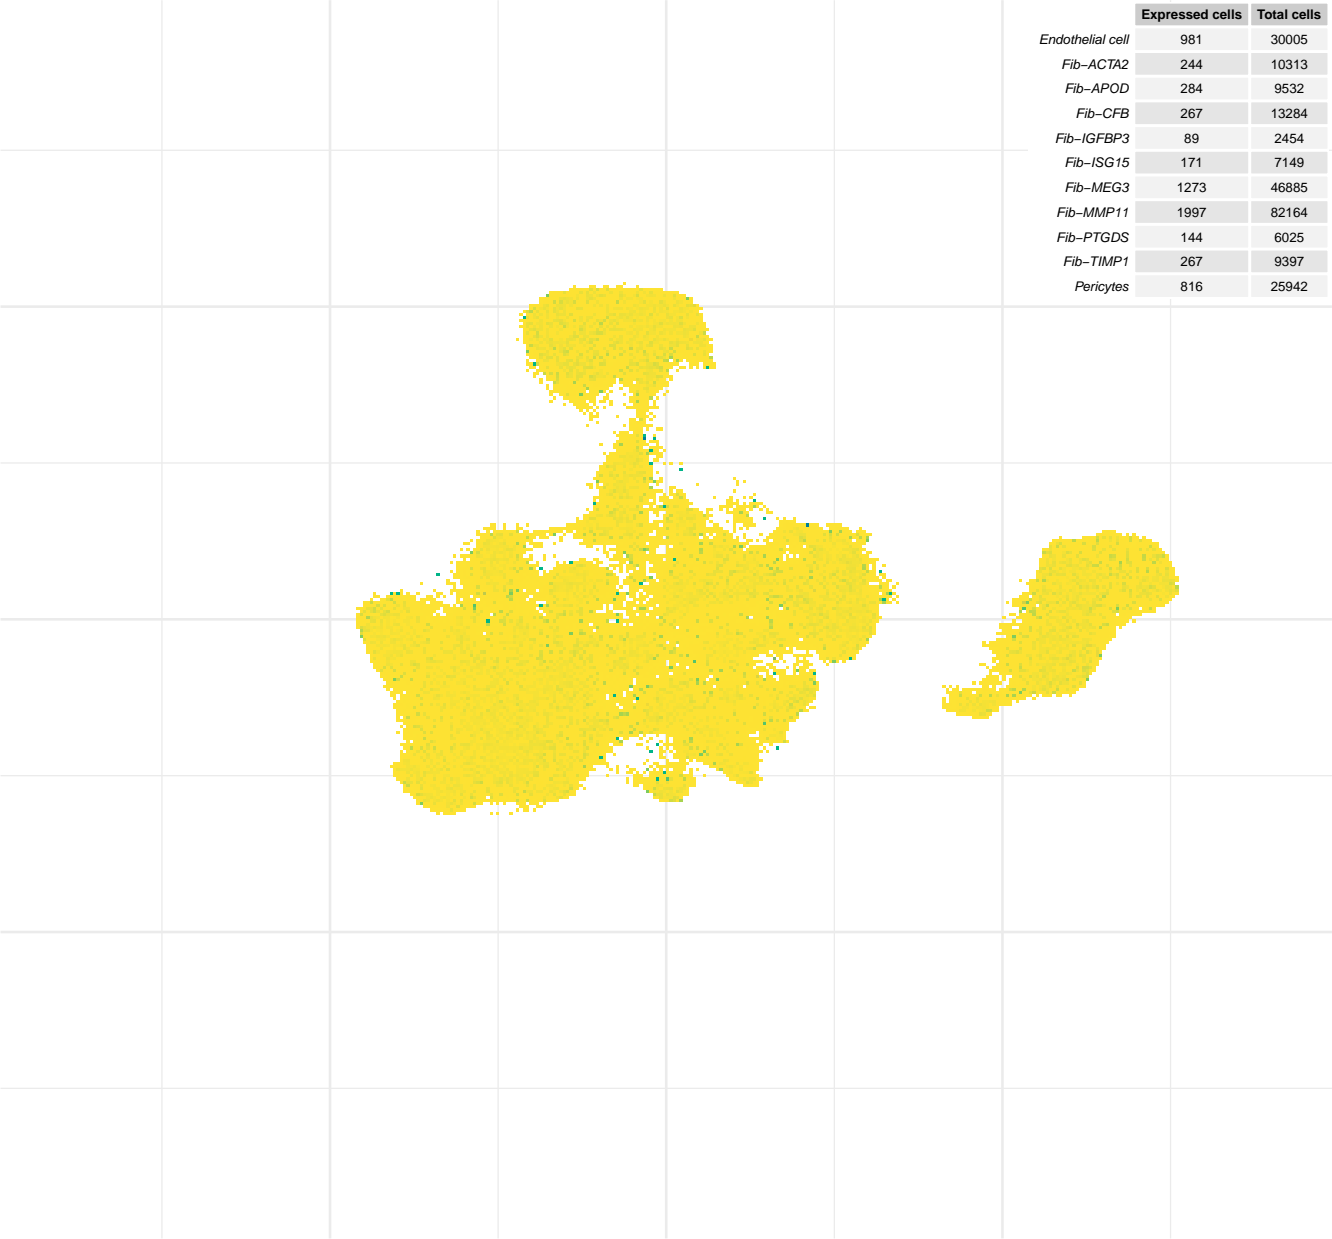 Expressed cells Total cells
Endothelial cell 981 30005
Fib−ACTA2 244 10313
Fib−APOD 284 9532
Fib−CFB 267 13284
Fib−IGFBP3 89 2454
Fib−ISG15 171 7149
Fib−MEG3 1273 46885
Fib−MMP11 1997 82164
Fib−PTGDS 144 6025
Fib−TIMP1 267 9397
Pericytes 816 25942